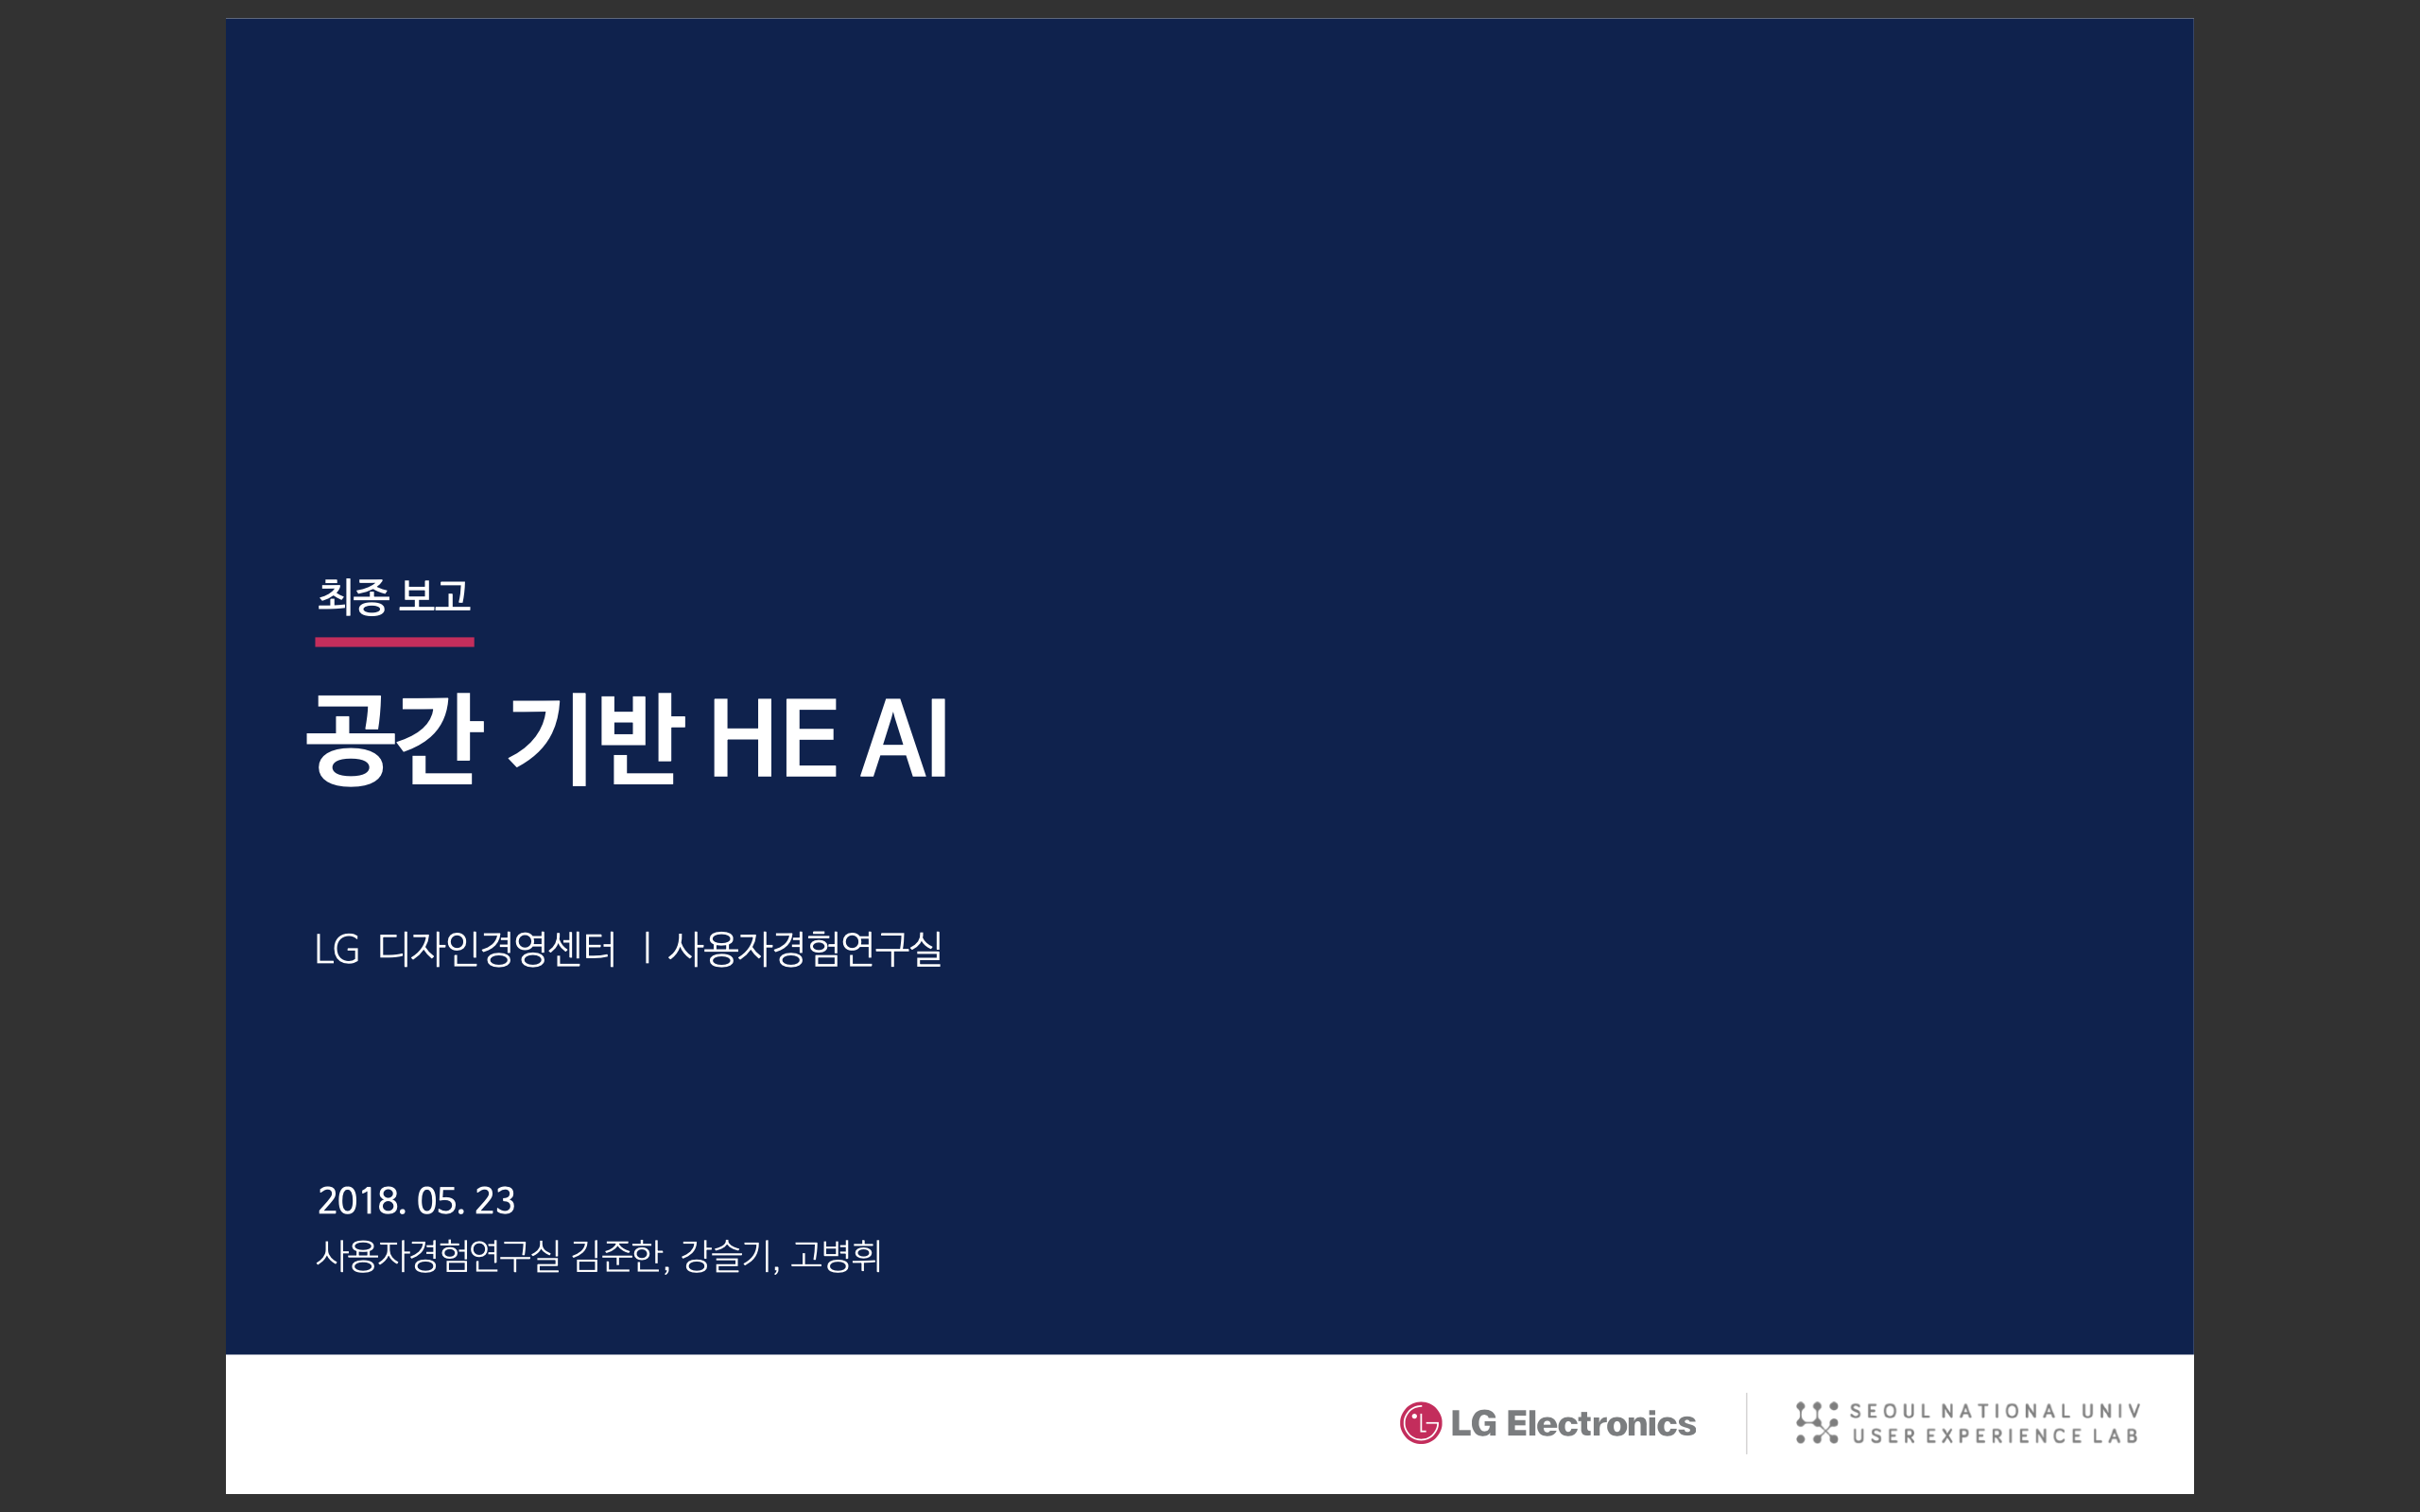 최종 보고
공간 기반 HE AI
LG 디자인경영센터 ㅣ 사용자경험연구실
2018. 05. 23
사용자경험연구실 김준한, 강슬기, 고병휘
LG Electronics
SEOUL NATIONAL UNIV
USER EXPERIENCE LAB